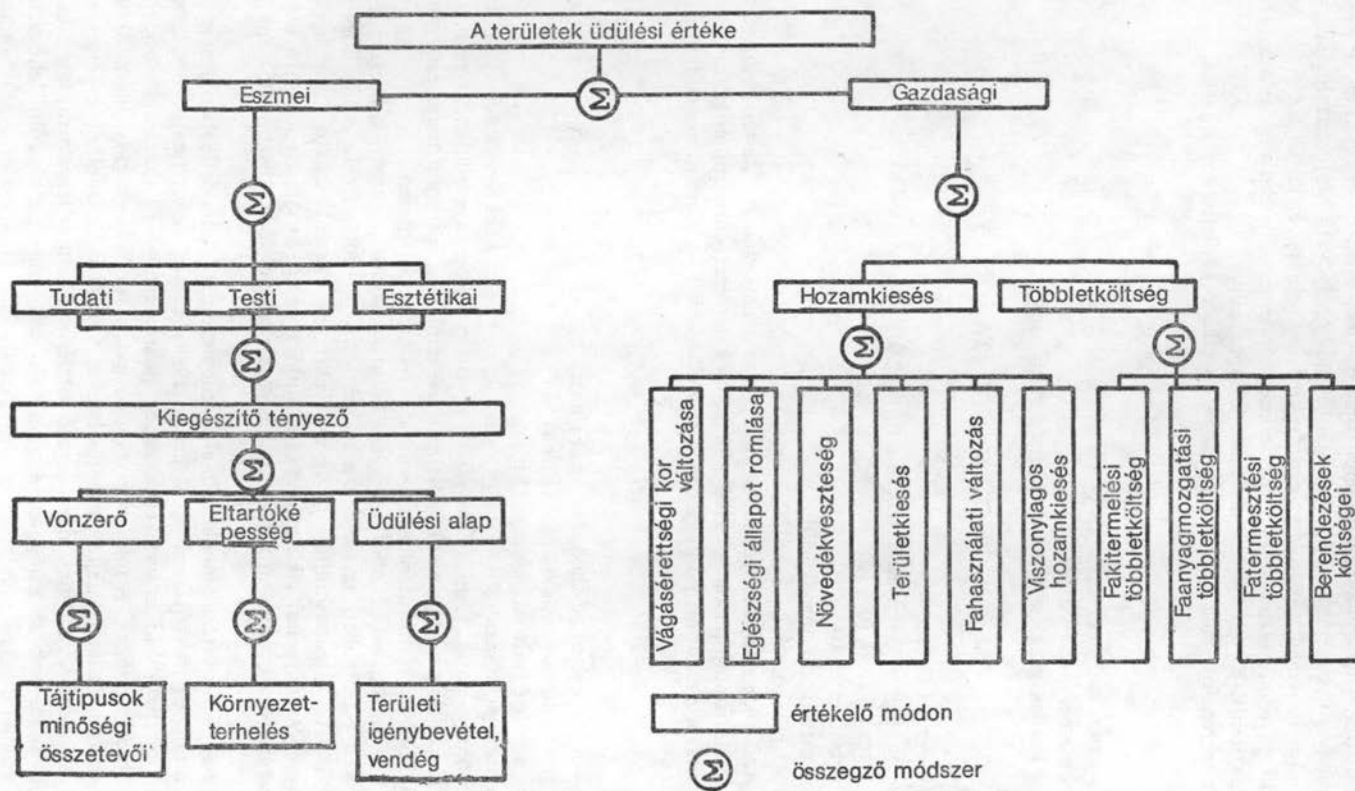 A területek üdülési értéke
Eszmei
Gazdasági
Tudati
Testi
Esztétikai
Hozamkiesés
Többletköltség
Kiegészítő tényező
Vonzerő
Eltartóké
pesség
Üdülési alap
Tájtípusok
minőségi
összetevői
Környezet-
terhelés
Területi
igénybevétel,
vendég
Vágásérettségi kor
változása
Egészségi állapot romlása
Növedékveszteség
Területkiesés
Fahasználati változás
Viszonylagos
hozamkiesés
Fakitermelési
többletköltség
Faanyagmozgatási
többletköltség
Fatermesztési
többletköltség
Berendezések
költségei
értékelő módon
összegző módszer